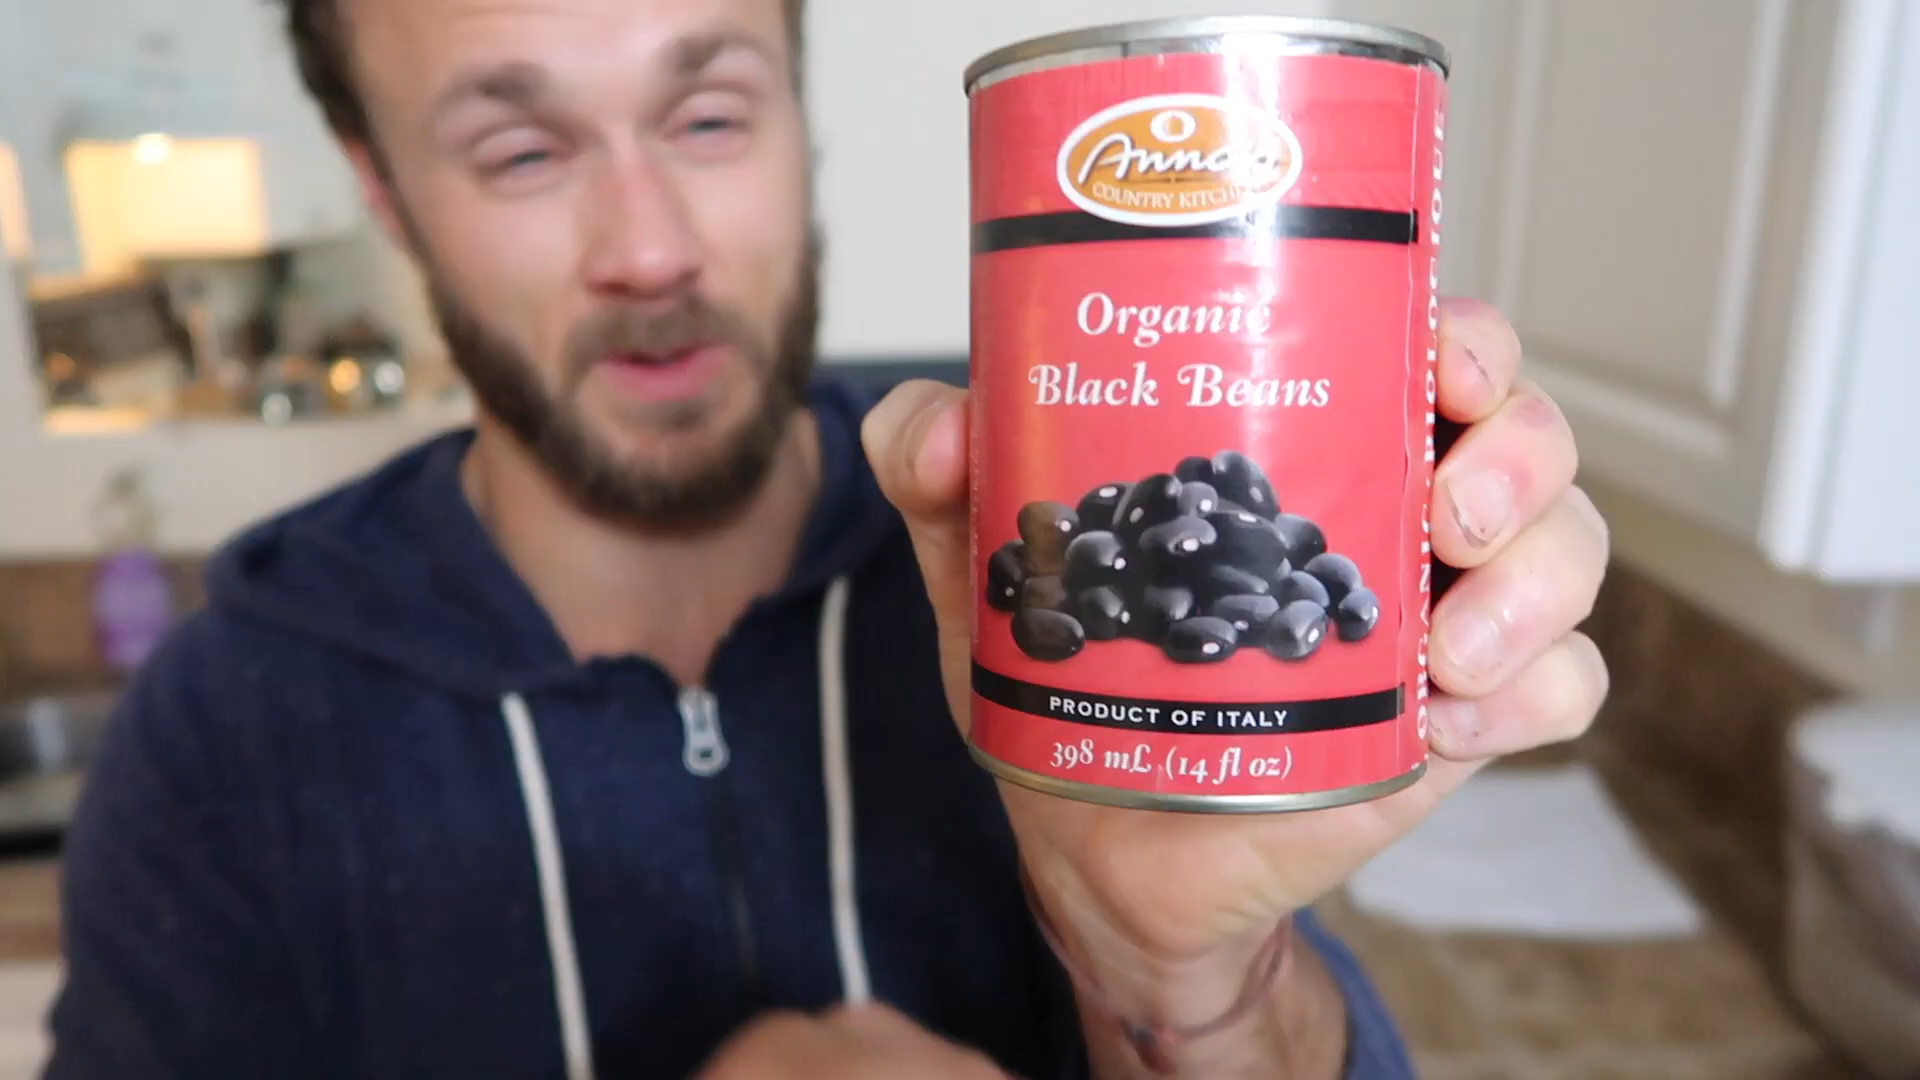 Anna's
COUNTRY KITCHEN
Organic
Black Beans
PRODUCT OF ITALY
398 mL (14 fl oz)